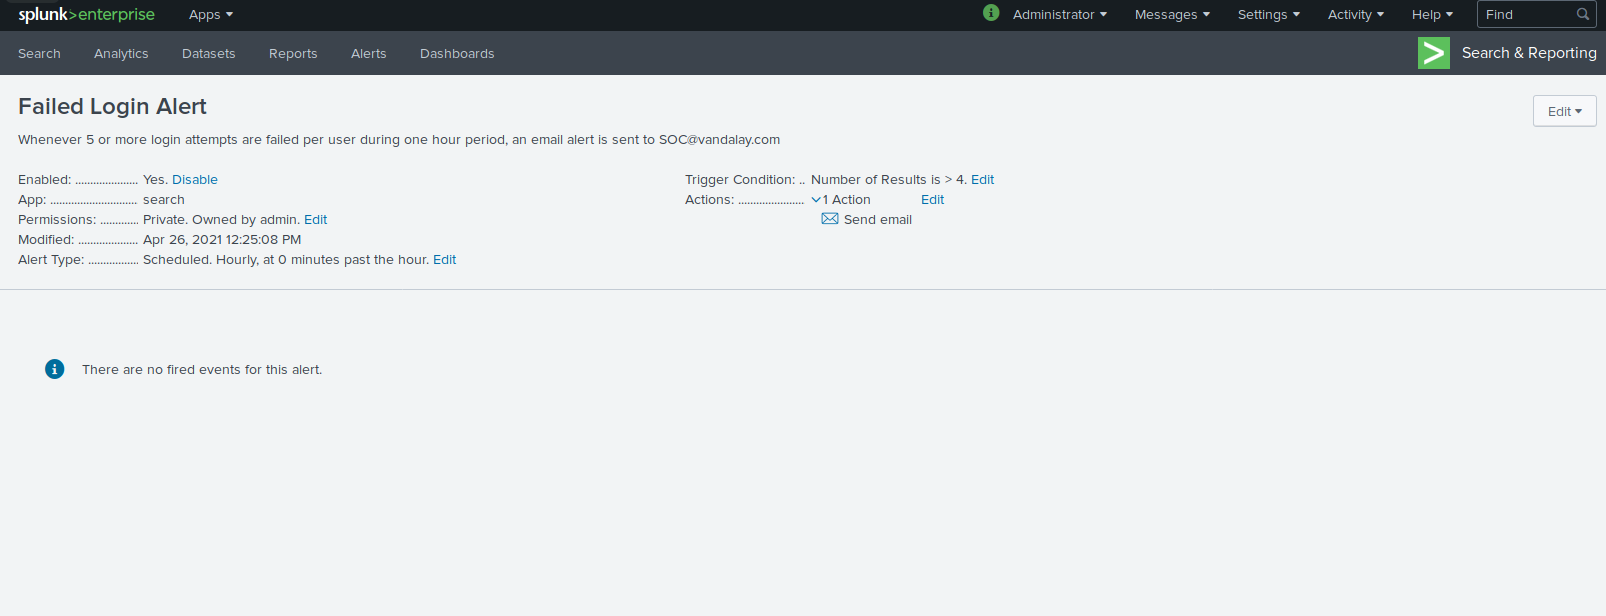 splunk>enterprise Apps Administrator Messages Settings Activity Help Find
Search Analytics Datasets Reports Alerts Dashboards Search & Reporting
Failed Login Alert
Edit
Whenever 5 or more login attempts are failed per user during one hour period, an email alert is sent to SOC@vandalay.com
Enabled: ..................... Yes. Disable
App: ............................. search
Permissions: ............. Private. Owned by admin. Edit
Modified: .................... Apr 26, 2021 12:25:08 PM
Alert Type: ................. Scheduled. Hourly, at 0 minutes past the hour. Edit
Trigger Condition: .. Number of Results is > 4. Edit
Actions: ...................... 1 Action Edit
Send email
There are no fired events for this alert.